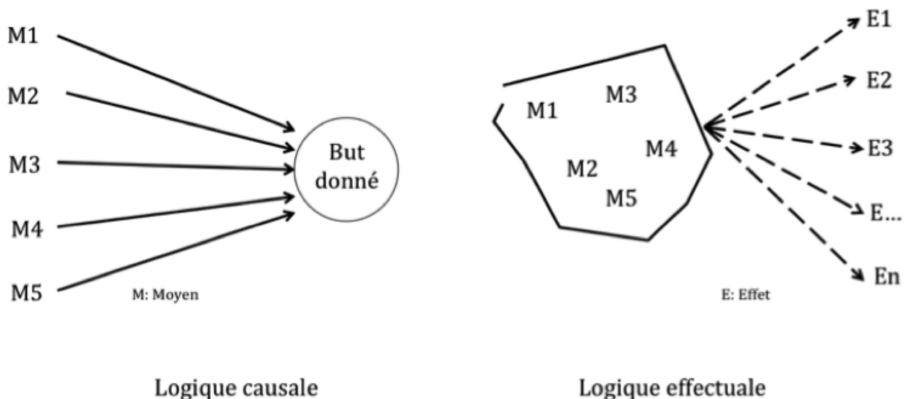 M1
M2
M3
M4
M5
But
donné
M: Moyen
Logique causale
M1
M3
M2
M4
M5
E1
E2
E3
E...
En
E: Effet
Logique effectuale